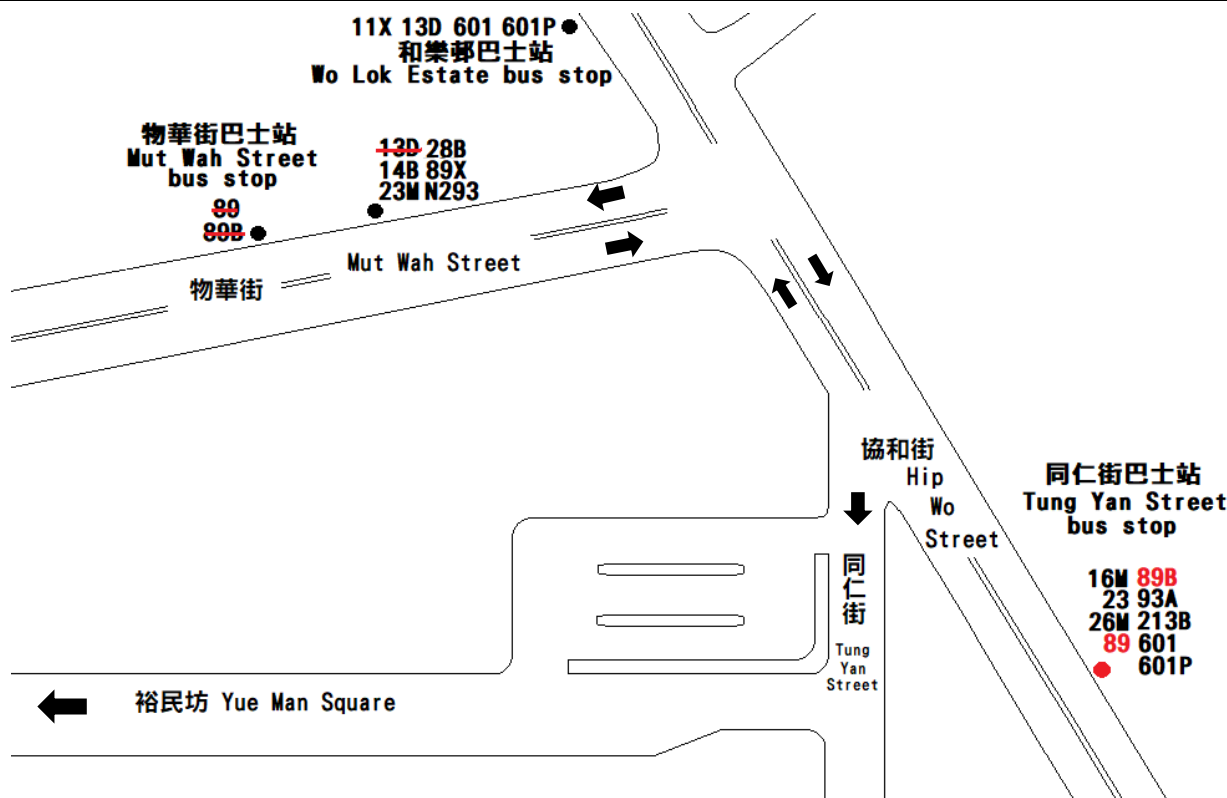 11X 13D 601 601P
和樂邨巴士站
Wo Lok Estate bus stop
物華街巴士站
Mut Wah Street
bus stop
89
89B
13D 28B
14B 89X
23M N293
Mut Wah Street
物華街
協和街
Hip
Wo
Street
同仁街巴士站
Tung Yan Street
bus stop
16M 89B
23 93A
26M 213B
89 601
601P
同
仁
街
Tung
Yan
Street
裕民坊 Yue Man Square